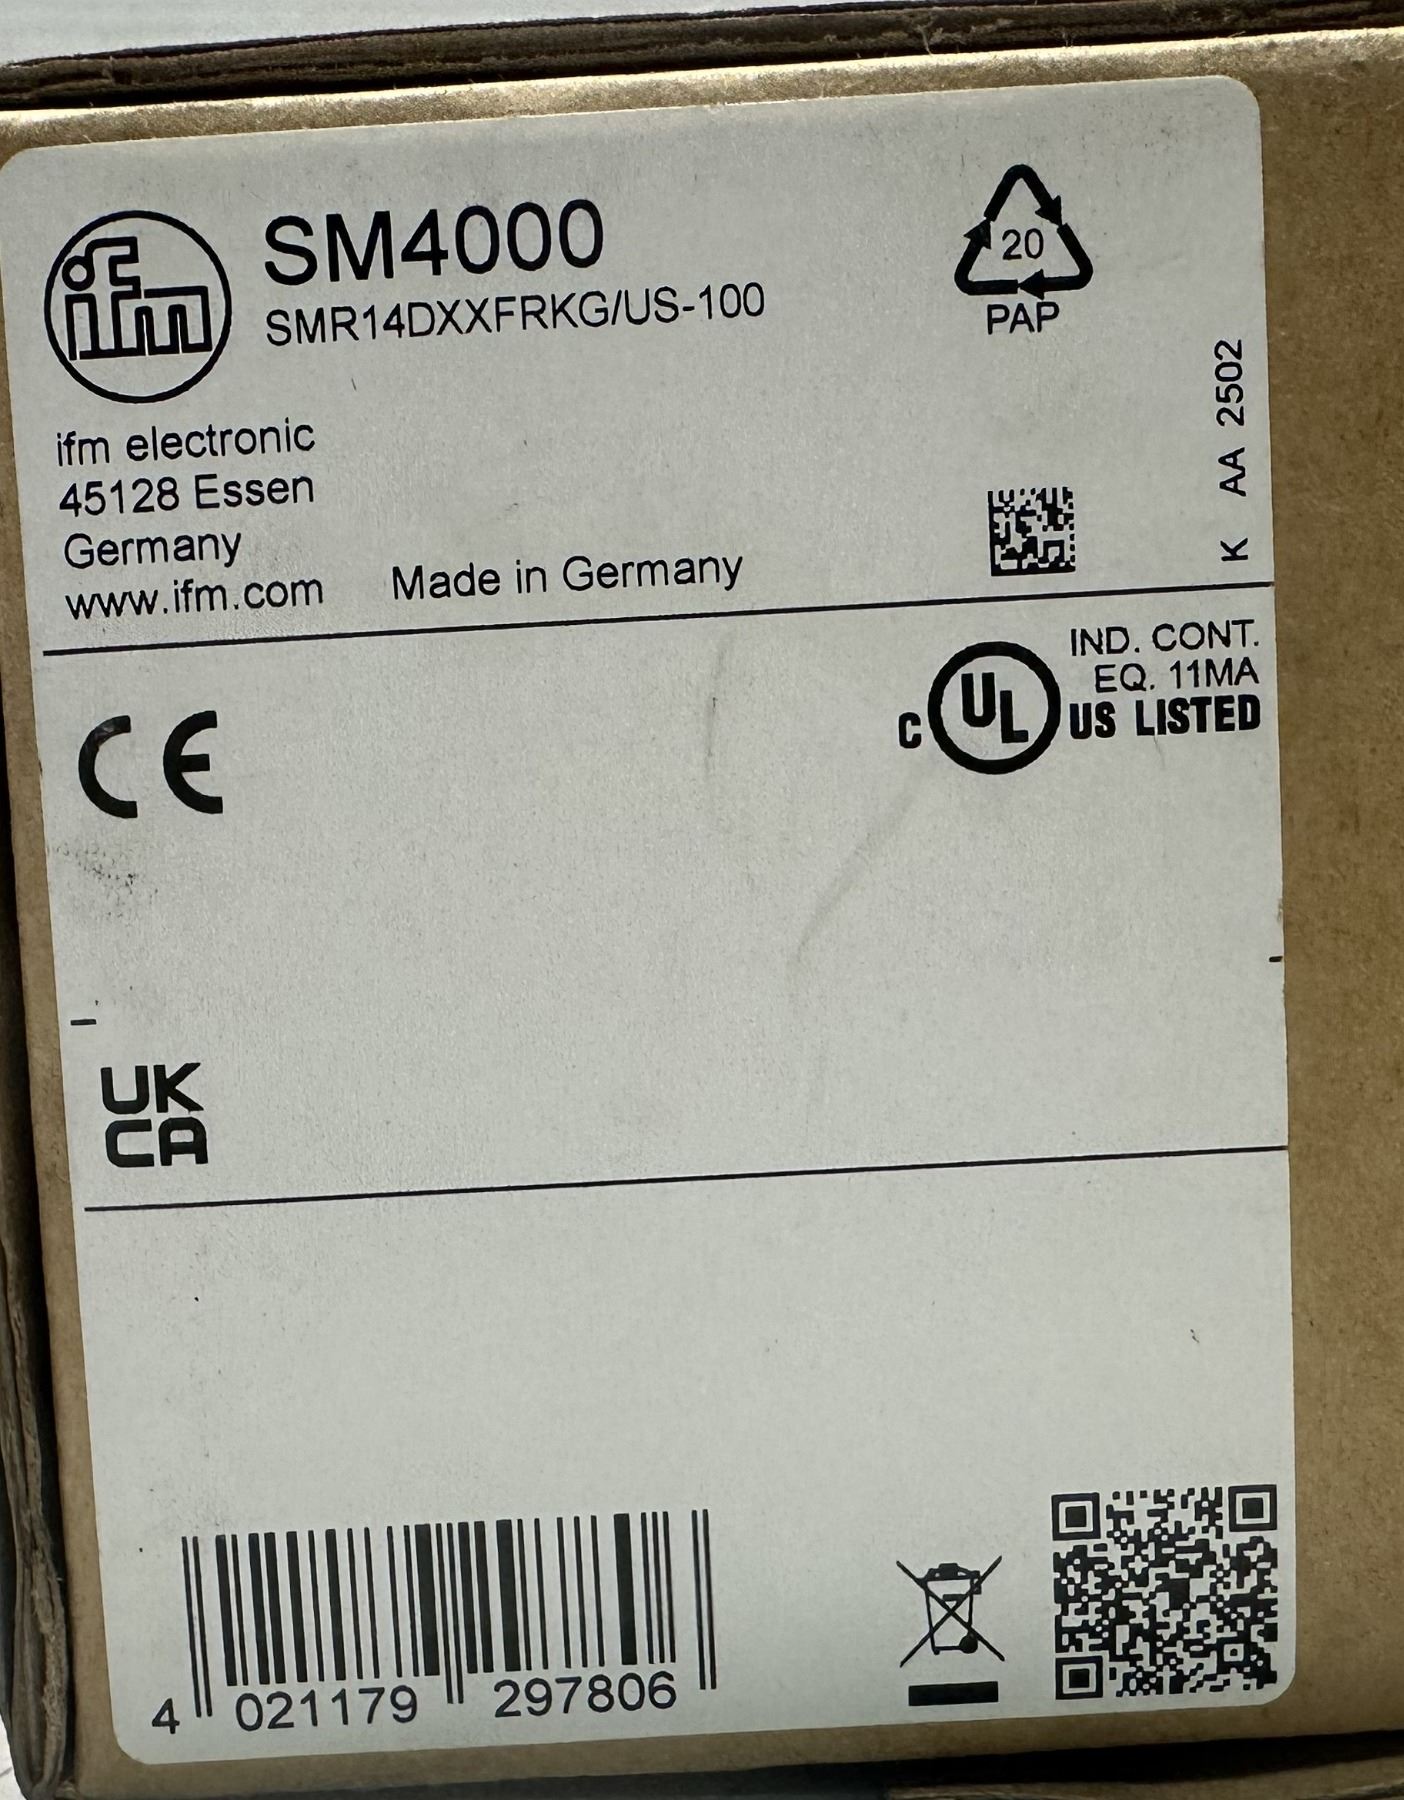 ifm
SM4000
SMR14DXXFRKG/US-100
20
PAP
ifm electronic
45128 Essen
Germany
www.ifm.com
Made in Germany
K AA 2502
CE
C UL US LISTED
IND. CONT.
EQ. 11MA
UK
CA
4 021179 297806